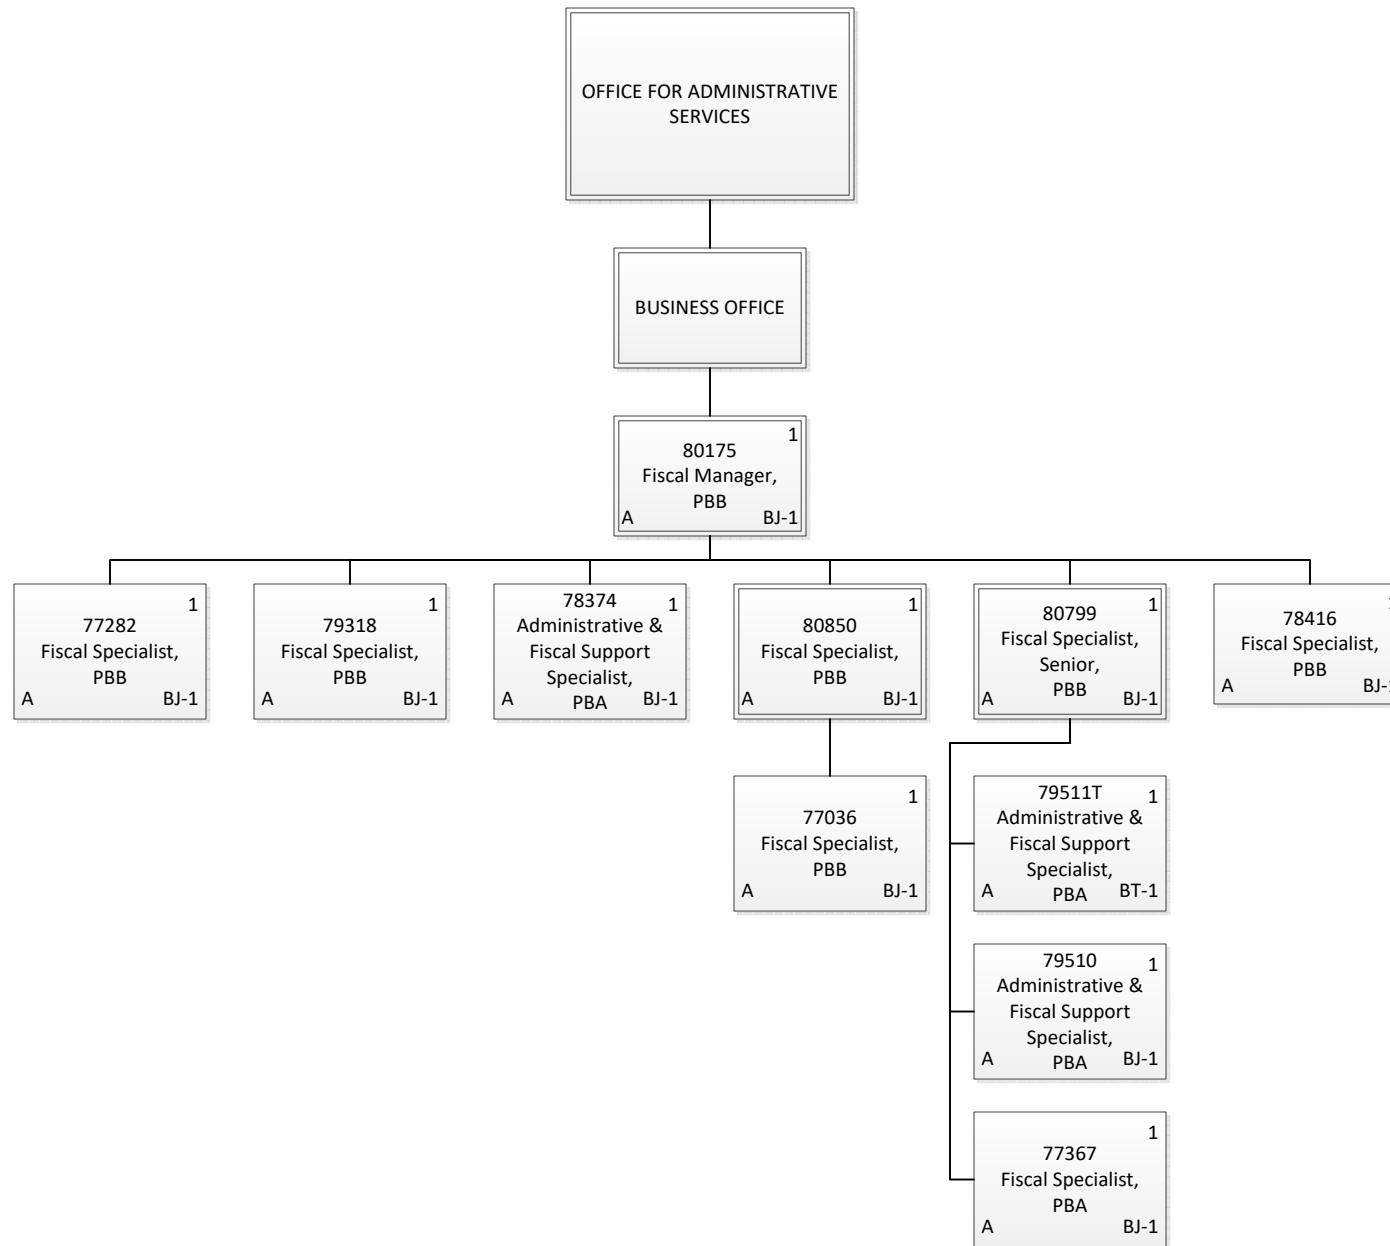 OFFICE FOR ADMINISTRATIVE
SERVICES
BUSINESS OFFICE
1
80175
Fiscal Manager,
PBB
A BJ-1
1
77282
Fiscal Specialist,
PBB
A BJ-1
1
79318
Fiscal Specialist,
PBB
A BJ-1
78374 1
Administrative &
Fiscal Support
Specialist,
PBA
A BJ-1
1
80850
Fiscal Specialist,
PBB
A BJ-1
1
80799
Fiscal Specialist,
Senior,
PBB
A BJ-1
1
78416
Fiscal Specialist,
PBB
A BJ-1
1
77036
Fiscal Specialist,
PBB
A BJ-1
79511T 1
Administrative &
Fiscal Support
Specialist,
PBA
A BT-1
79510 1
Administrative &
Fiscal Support
Specialist,
PBA
A BJ-1
1
77367
Fiscal Specialist,
PBA
A BJ-1